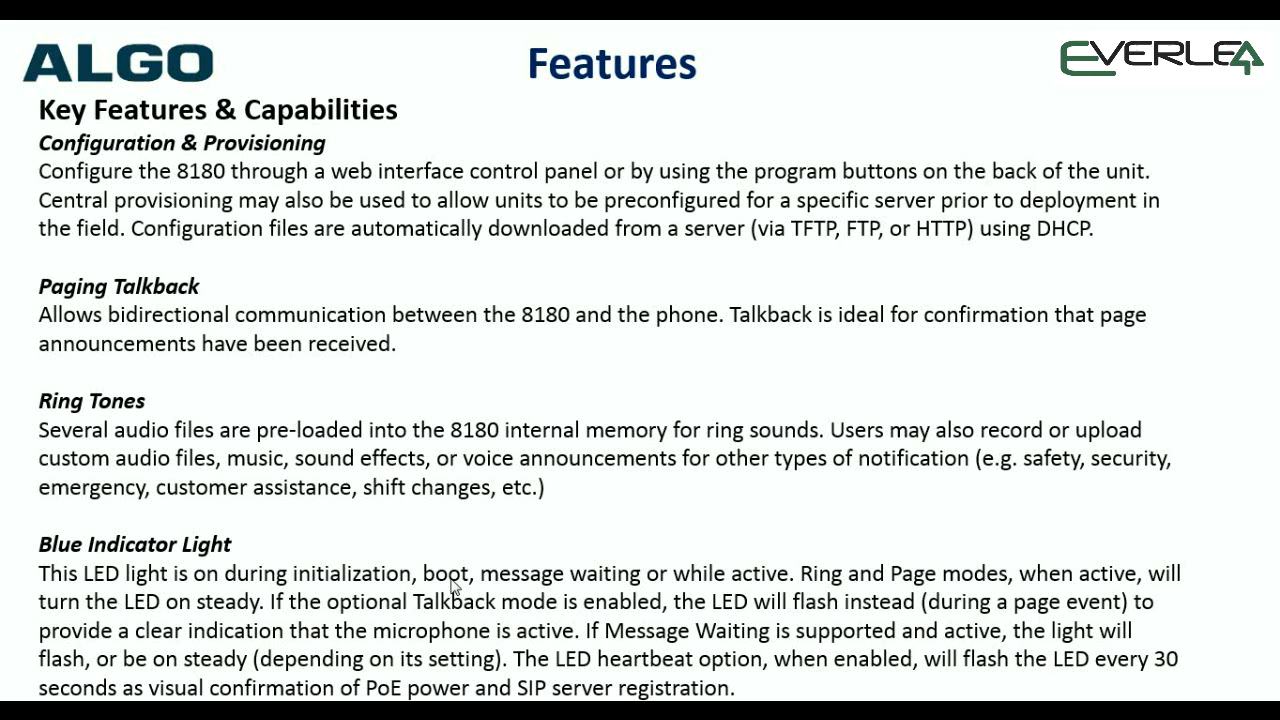 ALGO
Features
EVERLEA
Key Features & Capabilities
Configuration & Provisioning
Configure the 8180 through a web interface control panel or by using the program buttons on the back of the unit.
Central provisioning may also be used to allow units to be preconfigured for a specific server prior to deployment in
the field. Configuration files are automatically downloaded from a server (via TFTP, FTP, or HTTP) using DHCP.
Paging Talkback
Allows bidirectional communication between the 8180 and the phone. Talkback is ideal for confirmation that page
announcements have been received.
Ring Tones
Several audio files are pre-loaded into the 8180 internal memory for ring sounds. Users may also record or upload
custom audio files, music, sound effects, or voice announcements for other types of notification (e.g. safety, security,
emergency, customer assistance, shift changes, etc.)
Blue Indicator Light
This LED light is on during initialization, boot, message waiting or while active. Ring and Page modes, when active, will
turn the LED on steady. If the optional Talkback mode is enabled, the LED will flash instead (during a page event) to
provide a clear indication that the microphone is active. If Message Waiting is supported and active, the light will
flash, or be on steady (depending on its setting). The LED heartbeat option, when enabled, will flash the LED every 30
seconds as visual confirmation of PoE power and SIP server registration.